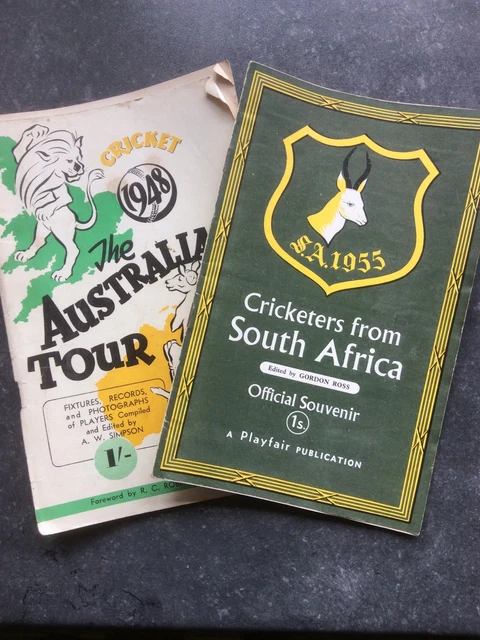 CRICKET
1948
The
AUSTRALIA
TOUR
FIXTURES, RECORDS,
and PHOTOGRAPHS
of PLAYERS Compiled
and Edited by
A. W. SIMPSON
1/-
Foreword by R. C.
S.A.1955
Cricketers from
South Africa
Edited by GORDON ROSS
Official Souvenir
1s.
A Playfair PUBLICATION